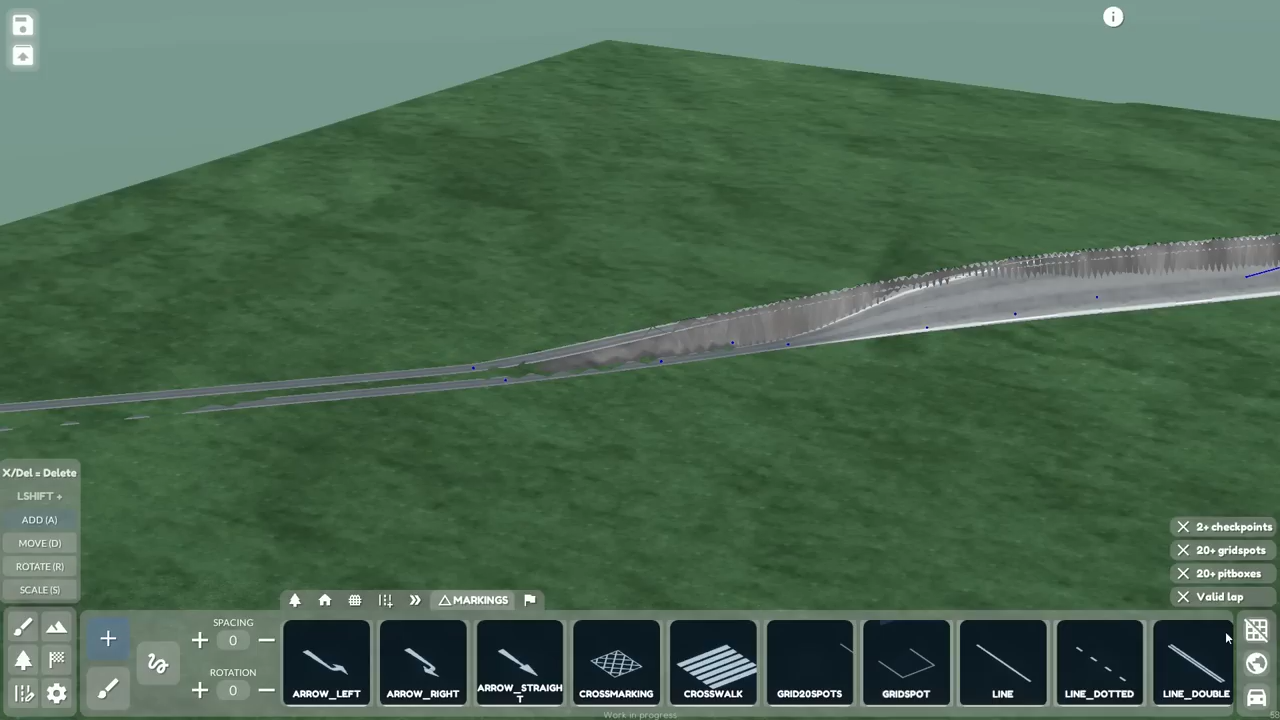 X/Del = Delete
LSHIFT +
ADD (A)
MOVE (D)
ROTATE (R)
SCALE (S)
2+ checkpoints
20+ gridspots
20+ pitboxes
Valid lap
MARKINGS
SPACING
0
ROTATION
0
ARROW_LEFT
ARROW_RIGHT
ARROW_STRAIGH
T
CROSSMARKING
CROSSWALK
GRID20SPOTS
GRIDSPOT
LINE
LINE_DOTTED
LINE_DOUBLE
Work in progress